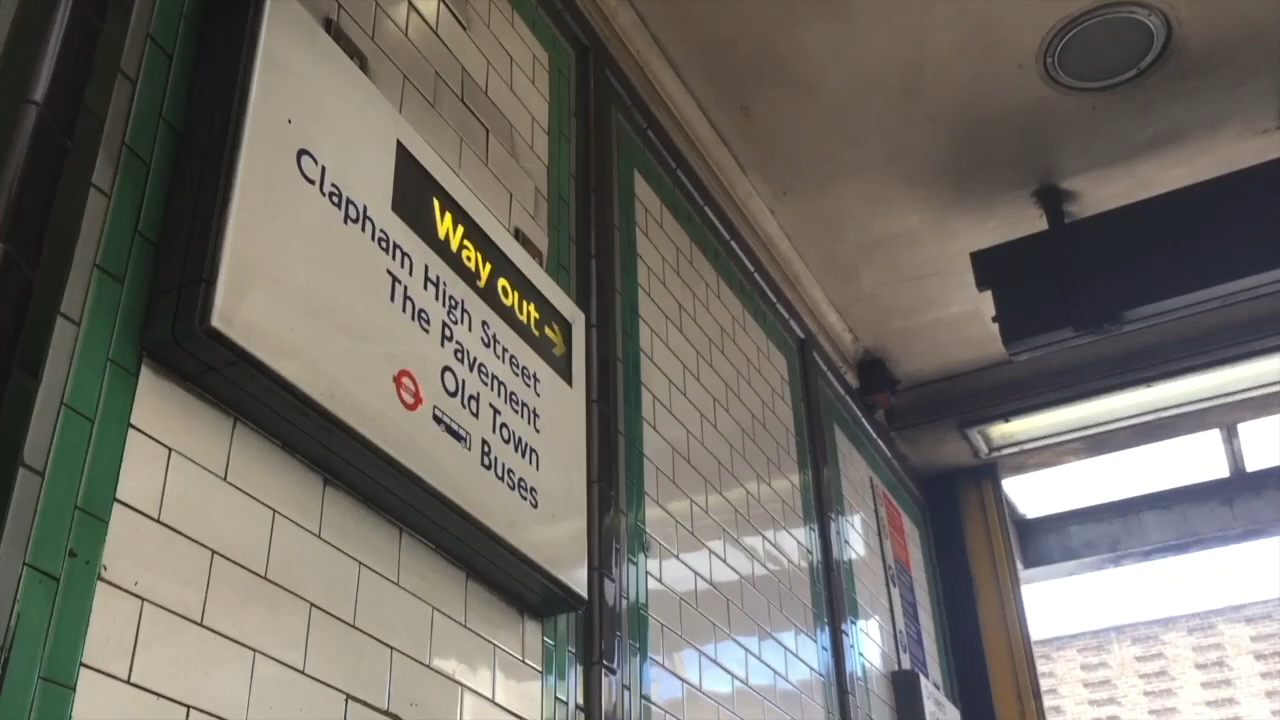 Way out →
Clapham High Street
The Pavement
Old Town
Buses